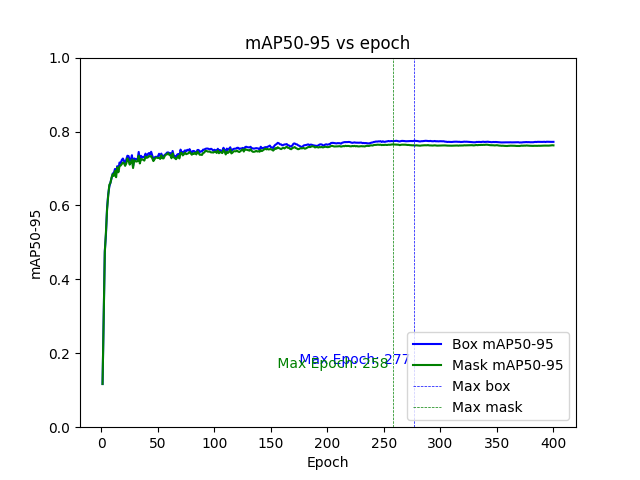 mAP50-95 vs epoch
mAP50-95
1.0
0.8
0.6
0.4
0.2
0.0
Max Epoch: 277
Max Epoch: 258
Box mAP50-95
Mask mAP50-95
Max box
Max mask
0 50 100 150 200 250 300 350 400
Epoch